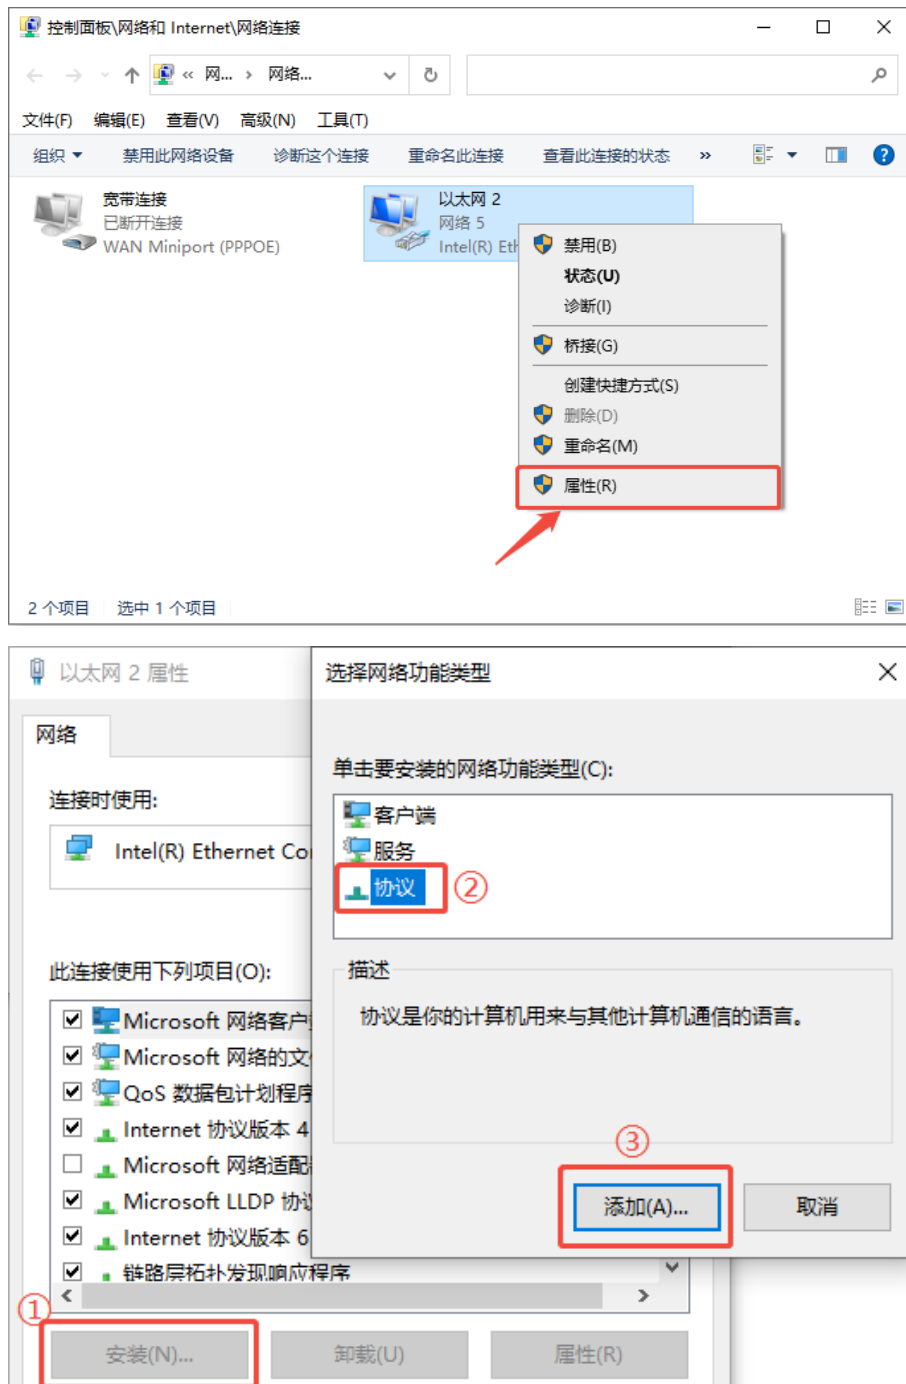 控制面板\网络和 Internet\网络连接
« 网... › 网络...
文件(F) 编辑(E) 查看(V) 高级(N) 工具(T)
组织 禁用此网络设备 诊断这个连接 重命名此连接 查看此连接的状态 »
宽带连接
已断开连接
WAN Miniport (PPPOE)
以太网 2
网络 5
Intel(R) Eth
禁用(B)
状态(U)
诊断(I)
桥接(G)
创建快捷方式(S)
删除(D)
重命名(M)
属性(R)
2 个项目 选中 1 个项目
以太网 2 属性
网络
连接时使用:
Intel(R) Ethernet Co
此连接使用下列项目(O):
Microsoft 网络客户
Microsoft 网络的文
QoS 数据包计划程序
Internet 协议版本 4
Microsoft 网络适配
Microsoft LLDP 协
Internet 协议版本 6
链路层拓扑发现响应程序
①
安装(N)... 卸载(U) 属性(R)
选择网络功能类型
单击要安装的网络功能类型(C):
客户端
服务
协议 ②
描述
协议是你的计算机用来与其他计算机通信的语言。
③
添加(A)... 取消